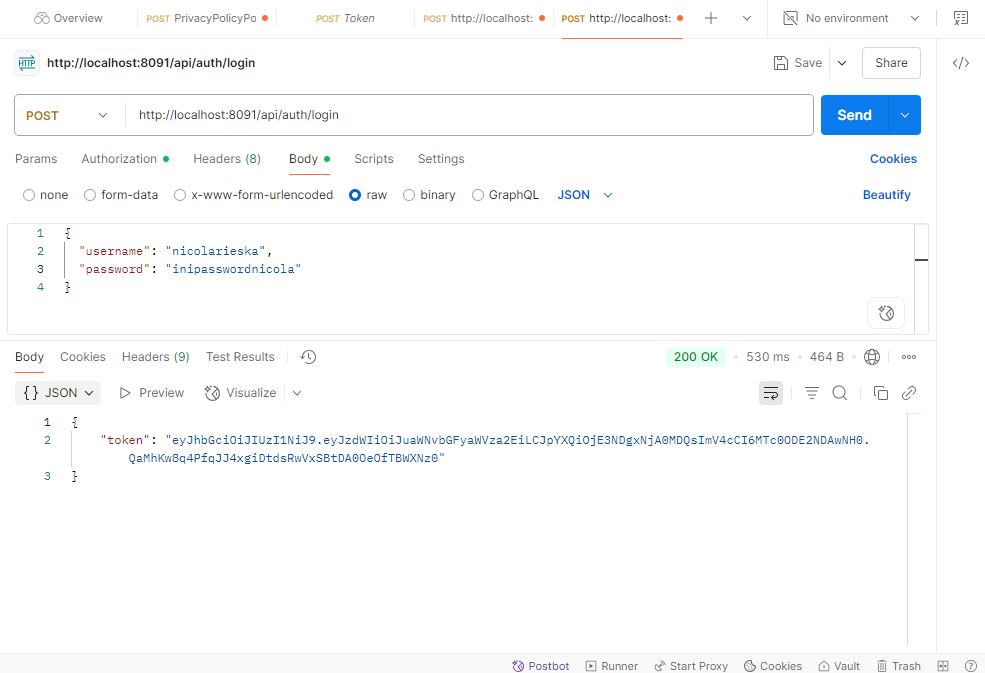 Overview POST PrivacyPolicyPo POST Token POST http://localhost: POST http://localhost: No environment
HTTP http://localhost:8091/api/auth/login Save Share
POST http://localhost:8091/api/auth/login Send
Params Authorization Headers (8) Body Scripts Settings Cookies
none form-data x-www-form-urlencoded raw binary GraphQL JSON Beautify
1 {
2 "username": "nicolarieska",
3 "password": "inipasswordnicola"
4 }
Body Cookies Headers (9) Test Results 200 OK 530 ms 464 B
{} JSON Preview Visualize
1 {
2 "token": "eyJhbGciOiJIUzI1NiJ9.eyJzdWIiOiJuaWNvbGFyaWVza2EiLCJpYXQiOjE3NDgxNjA0MDQsImV4cCI6MTc0ODE2NDAwNH0.
QaMhKw8q4PfqJJ4xgiDtdsRwVxSBtDA0OeOfTBWXNz0"
3 }
Postbot Runner Start Proxy Cookies Vault Trash